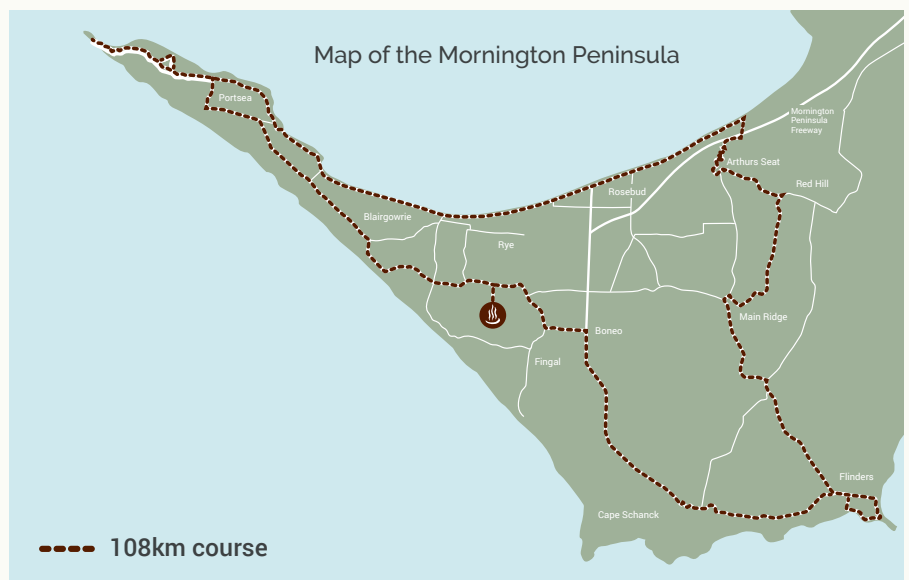 Map of the Mornington Peninsula
Portsea
Mornington
Peninsula
Freeway
Arthurs Seat
Red Hill
Rosebud
Blairgowrie
Rye
Main Ridge
Boneo
Fingal
Flinders
Cape Schanck
108km course